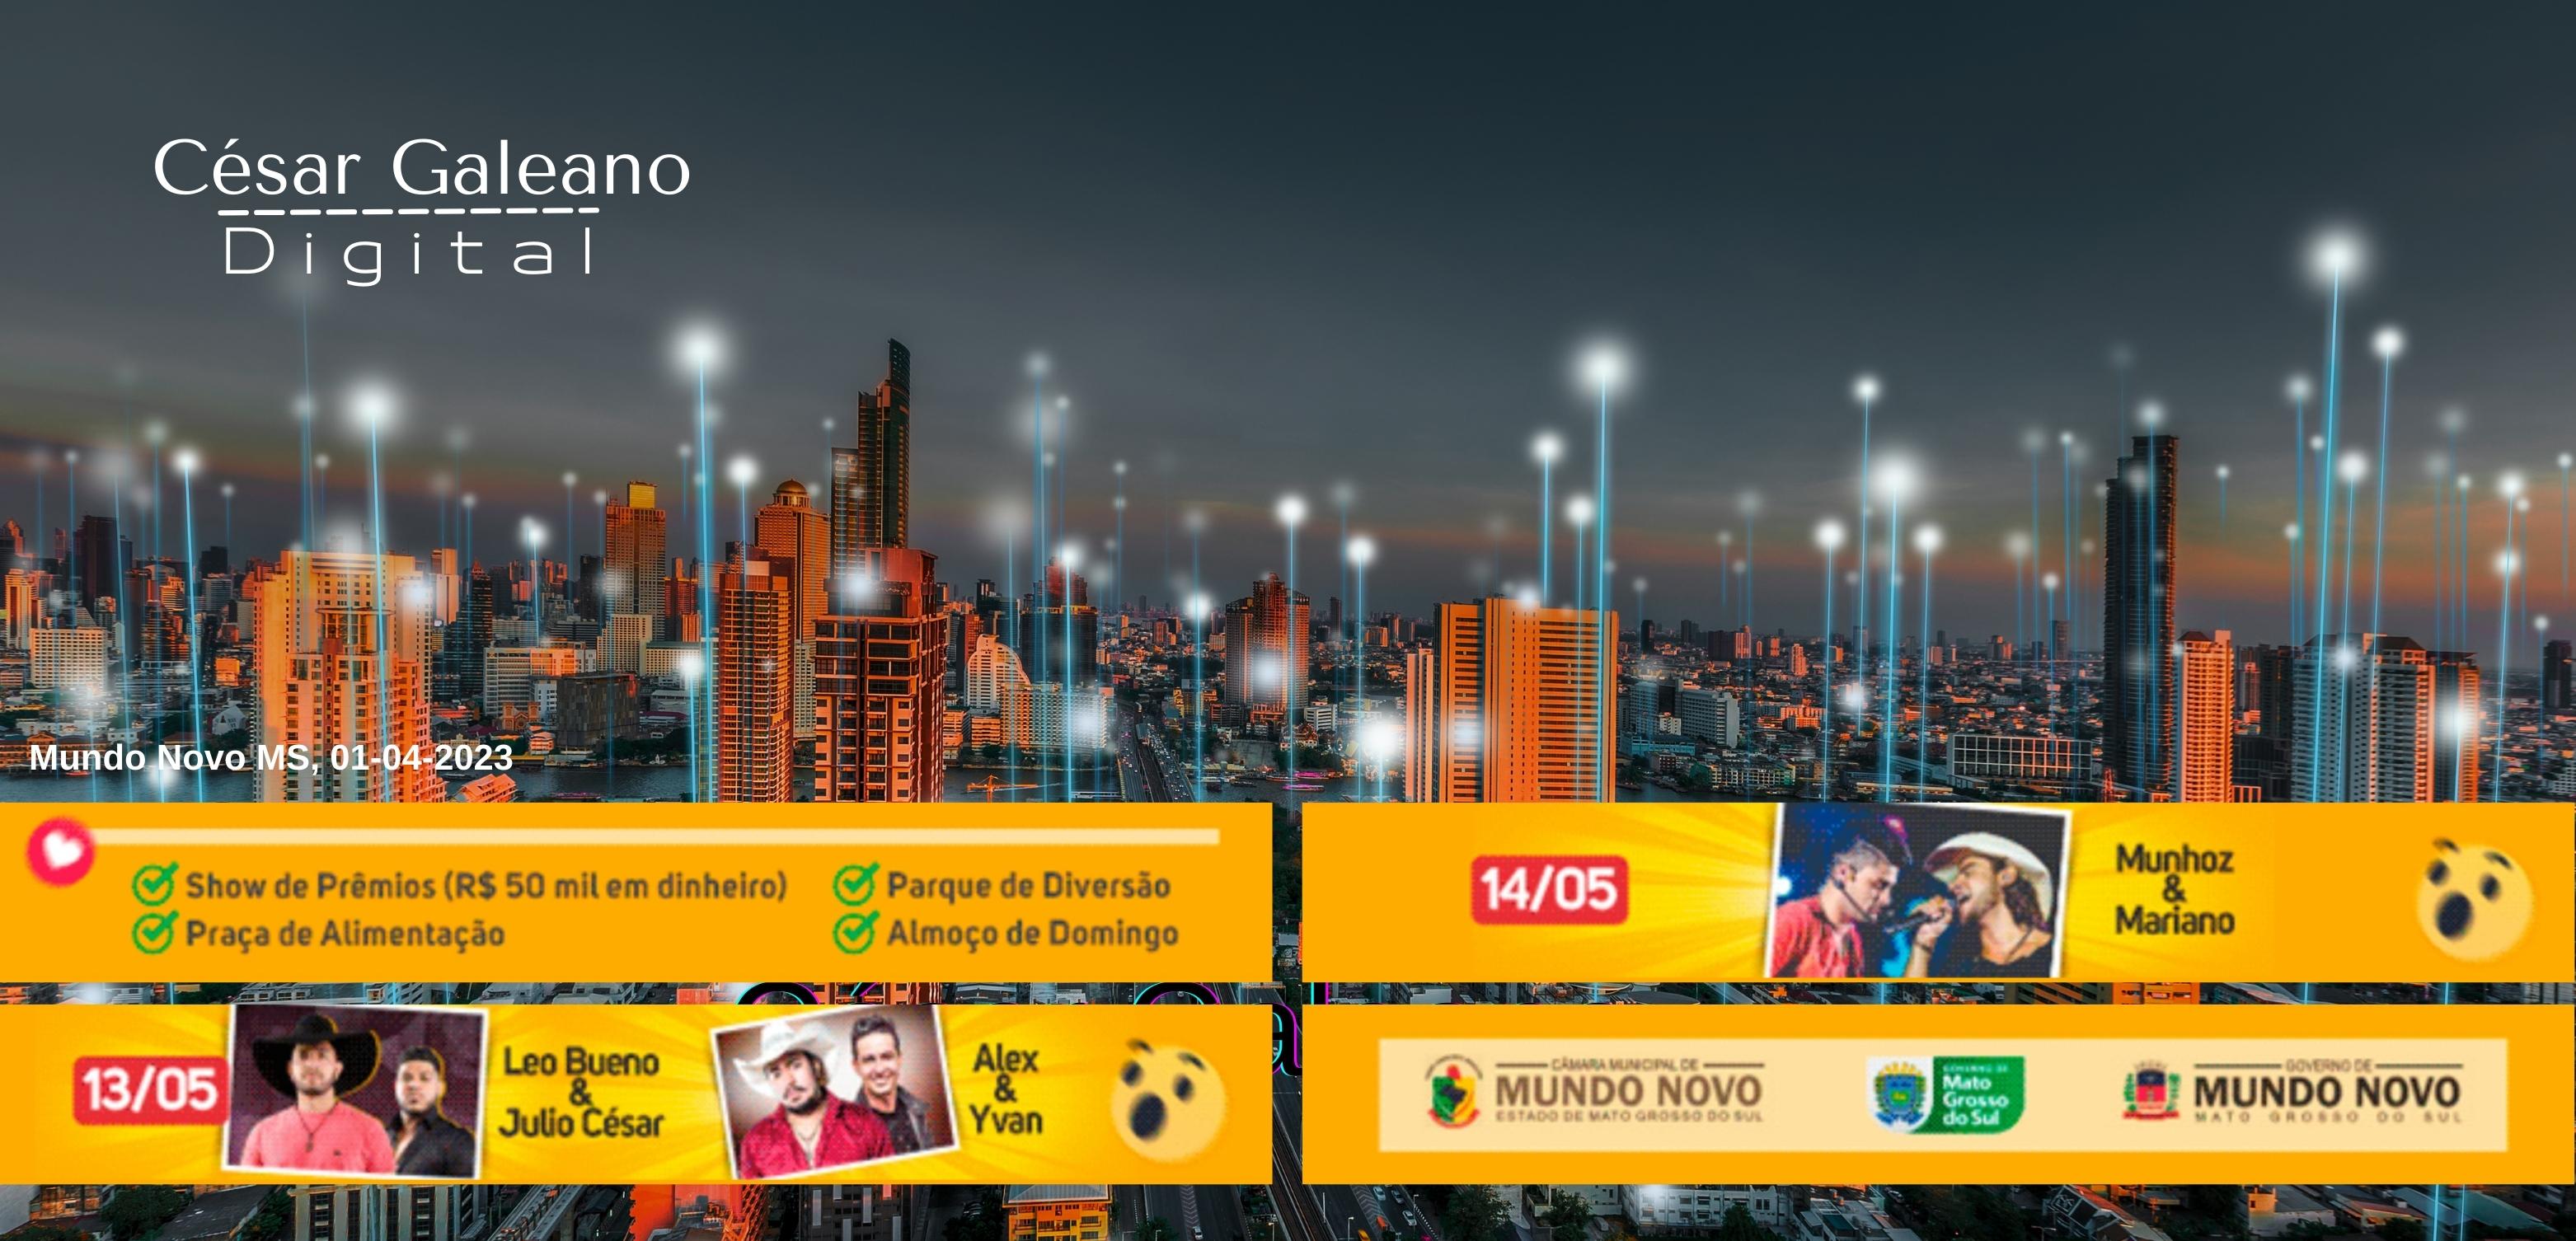 César Galeano
Digital
Mundo Novo MS, 01-04-2023
Show de Prêmios (R$ 50 mil em dinheiro)
Praça de Alimentação
Parque de Diversão
Almoço de Domingo
14/05
Munhoz
&
Mariano
13/05
Leo Bueno
&
Julio César
Alex
&
Yvan
CÂMARA MUNICIPAL DE
MUNDO NOVO
ESTADO DE MATO GROSSO DO SUL
GOVERNO DE
Mato
Grosso
do Sul
GOVERNO DE
MUNDO NOVO
MATO GROSSO DO SUL